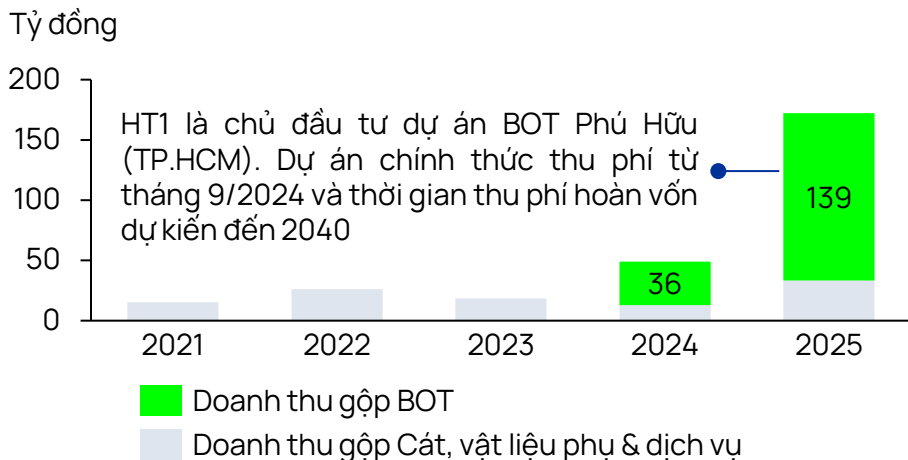 Tỷ đồng
200
150
100
50
0
HT1 là chủ đầu tư dự án BOT Phú Hữu
(TP.HCM). Dự án chính thức thu phí từ
tháng 9/2024 và thời gian thu phí hoàn vốn
dự kiến đến 2040
139
36
2021
2022
2023
2024
2025
Doanh thu gộp BOT
Doanh thu gộp Cát, vật liệu phụ & dịch vụ